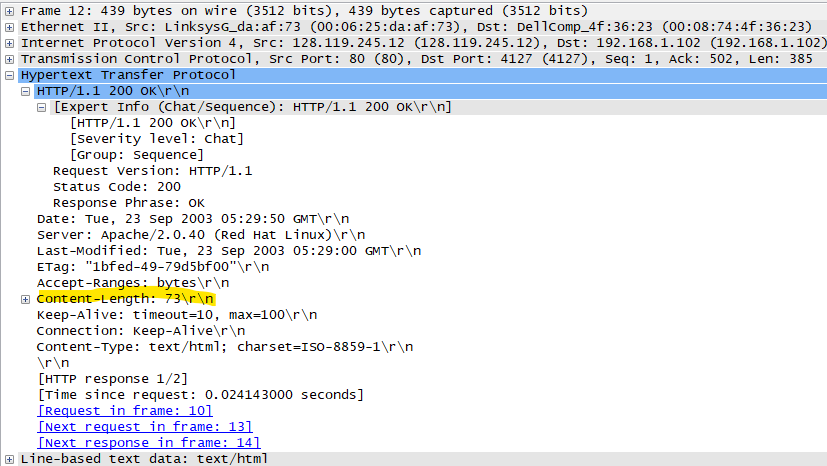 Frame 12: 439 bytes on wire (3512 bits), 439 bytes captured (3512 bits)
Ethernet II, Src: LinksysG_da:af:73 (00:06:25:da:af:73), Dst: DellComp_4f:36:23 (00:08:74:4f:36:23)
Internet Protocol Version 4, Src: 128.119.245.12 (128.119.245.12), Dst: 192.168.1.102 (192.168.1.102)
Transmission Control Protocol, Src Port: 80 (80), Dst Port: 4127 (4127), Seq: 1, Ack: 502, Len: 385
Hypertext Transfer Protocol
HTTP/1.1 200 OK\r\n
[Expert Info (Chat/Sequence): HTTP/1.1 200 OK\r\n]
[HTTP/1.1 200 OK\r\n]
[Severity level: Chat]
[Group: Sequence]
Request Version: HTTP/1.1
Status Code: 200
Response Phrase: OK
Date: Tue, 23 Sep 2003 05:29:50 GMT\r\n
Server: Apache/2.0.40 (Red Hat Linux)\r\n
Last-Modified: Tue, 23 Sep 2003 05:29:00 GMT\r\n
ETag: "1bfed-49-79d5bf00"\r\n
Accept-Ranges: bytes\r\n
Content-Length: 73\r\n
Keep-Alive: timeout=10, max=100\r\n
Connection: Keep-Alive\r\n
Content-Type: text/html; charset=ISO-8859-1\r\n
\r\n
[HTTP response 1/2]
[Time since request: 0.024143000 seconds]
[Request in frame: 10]
[Next request in frame: 13]
[Next response in frame: 14]
Line-based text data: text/html